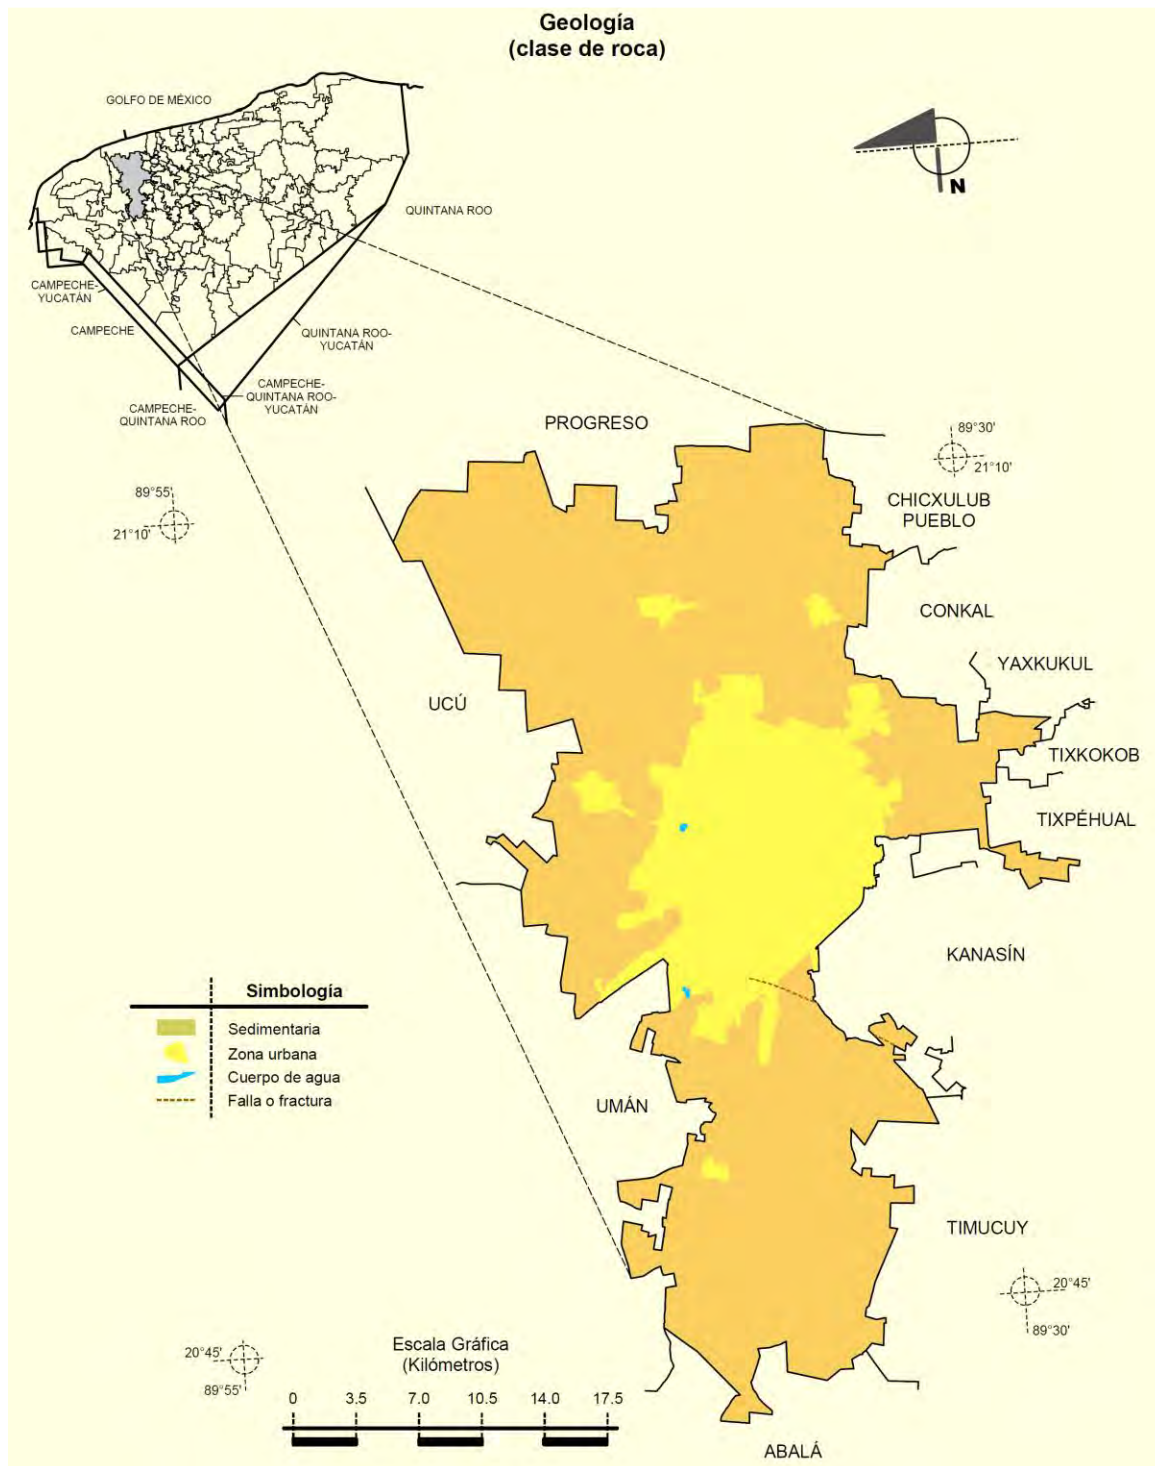 Geología
(clase de roca)
GOLFO DE MÉXICO
N
QUINTANA ROO
CAMPECHE-
YUCATÁN
CAMPECHE
QUINTANA ROO-
YUCATÁN
CAMPECHE-
QUINTANA ROO-
YUCATÁN
CAMPECHE-
QUINTANA ROO
PROGRESO
89°30'
21°10'
89°55'
21°10'
CHICXULUB
PUEBLO
CONKAL
YAXKUKUL
UCÚ
TIXKOKOB
TIXPÉHUAL
KANASÍN
Simbología
Sedimentaria
Zona urbana
Cuerpo de agua
Falla o fractura
UMÁN
TIMUCUY
20°45'
89°30'
20°45'
89°55'
Escala Gráfica
(Kilómetros)
0 3.5 7.0 10.5 14.0 17.5
ABALÁ